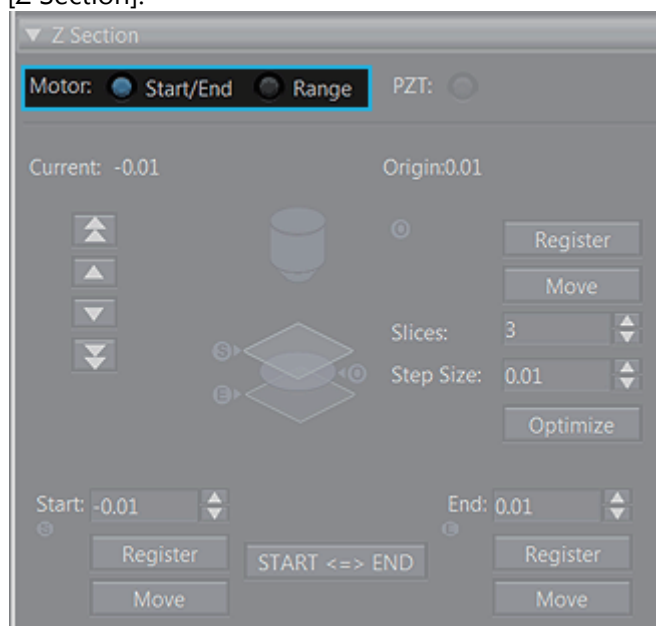 [Z Section].
▼ Z Section
Motor: Start/End Range PZT:
Current: -0.01 Origin:0.01
O
Register
Move
Slices: 3
S O Step Size: 0.01
E
Optimize
Start: -0.01 End: 0.01
S E
Register START <=> END Register
Move Move